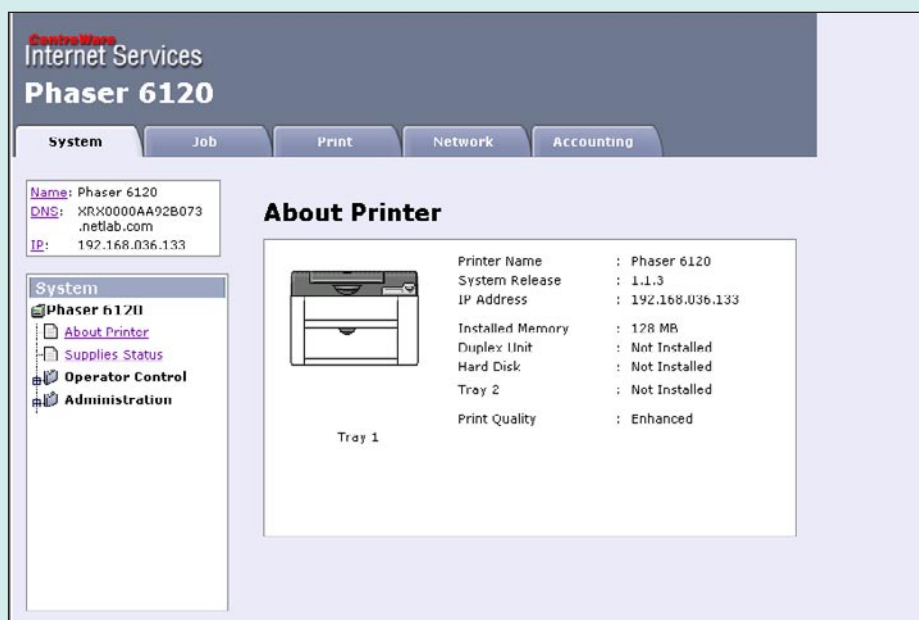 CentreWare
Internet Services
Phaser 6120
System
Job
Print
Network
Accounting
Name: Phaser 6120
DNS: XRX0000AA92B073
.netlab.com
IP: 192.168.036.133
System
Phaser 6120
About Printer
Supplies Status
Operator Control
Administration
About Printer
Printer Name : Phaser 6120
System Release : 1.1.3
IP Address : 192.168.036.133
Installed Memory : 128 MB
Duplex Unit : Not Installed
Hard Disk : Not Installed
Tray 2 : Not Installed
Print Quality : Enhanced
Tray 1